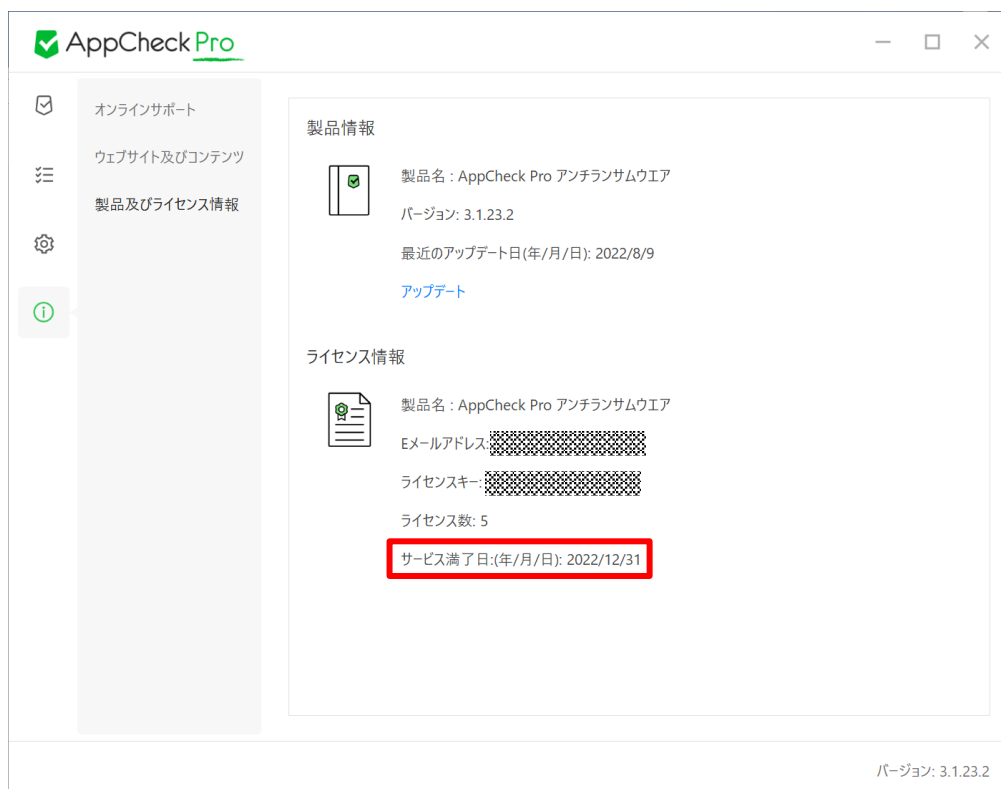 AppCheck Pro
オンラインサポート
ウェブサイト及びコンテンツ
製品及びライセンス情報
製品情報
製品名 : AppCheck Pro アンチランサムウエア
バージョン: 3.1.23.2
最近のアップデート日(年/月/日): 2022/8/9
アップデート
ライセンス情報
製品名 : AppCheck Pro アンチランサムウエア
Eメールアドレス:
ライセンスキー:
ライセンス数: 5
サービス満了日:(年/月/日): 2022/12/31
バージョン: 3.1.23.2